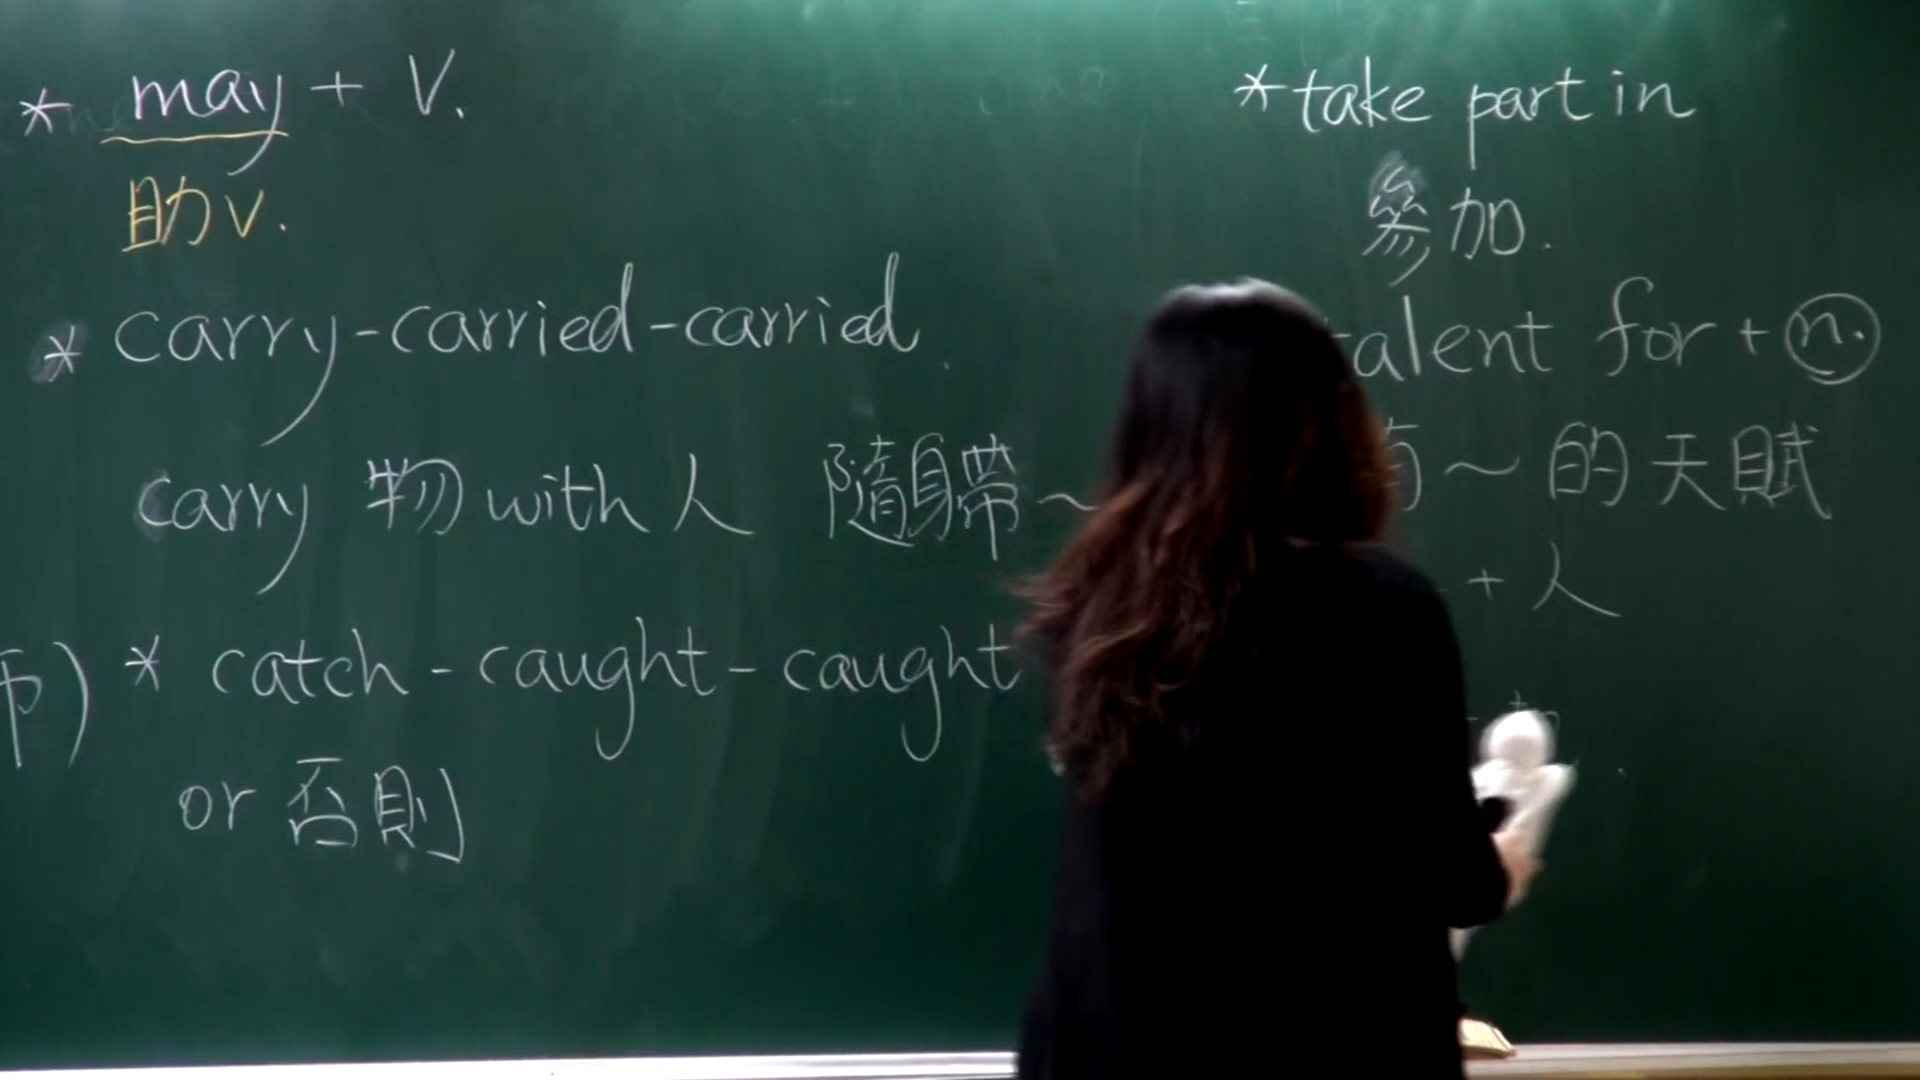 * may + V.
助V.
* carry-carried-carried
carry 物 with 人 隨身帶~
* catch - caught - caught
or 否則
* take part in
參加.
talent for + n.
有~的天賦
+ 人